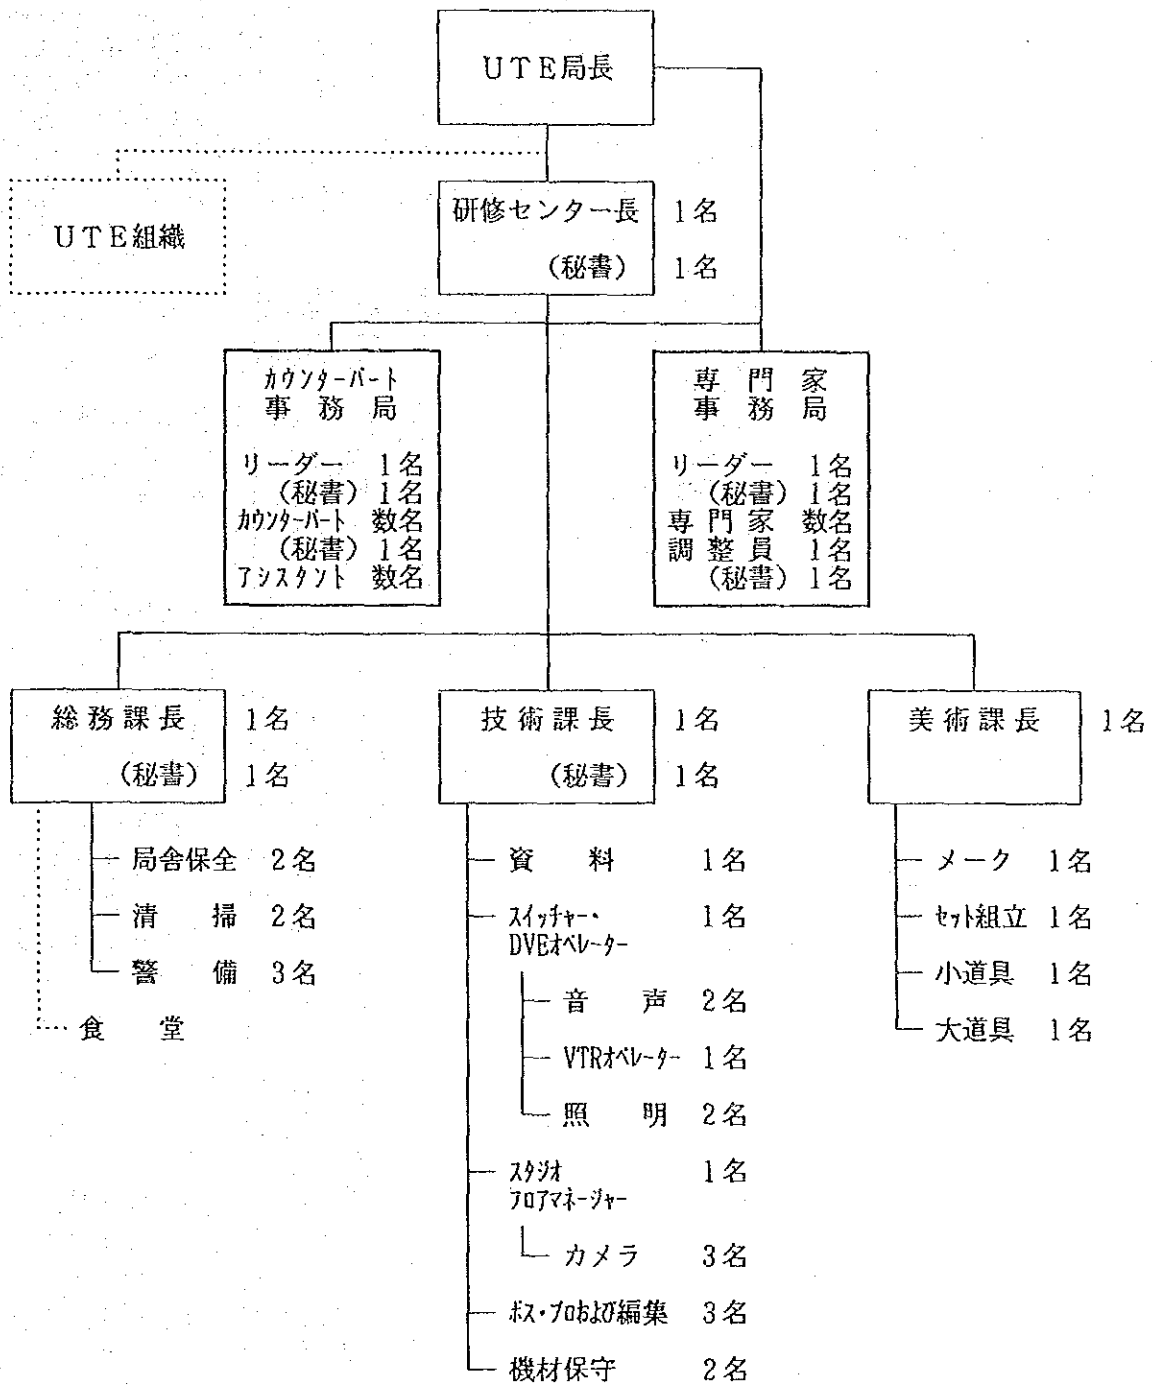 UTE局長
UTE組織
研修センター長 1名
(秘書) 1名
カウンターパート
事務局
リーダー 1名
(秘書) 1名
カウンターパート 数名
(秘書) 1名
アシスタント 数名
専門家
事務局
リーダー 1名
(秘書) 1名
専門家 数名
調整員 1名
(秘書) 1名
総務課長 1名
(秘書) 1名
局舎保全 2名
清掃 2名
警備 3名
食堂
技術課長 1名
(秘書) 1名
資料 1名
スイッチャー・ 1名
DVEオペレーター
音声 2名
VTRオペレーター 1名
照明 2名
スタジオ 1名
フロアマネージャー
カメラ 3名
ポス・プロおよび編集 3名
機材保守 2名
美術課長 1名
メーク 1名
セット組立 1名
小道具 1名
大道具 1名